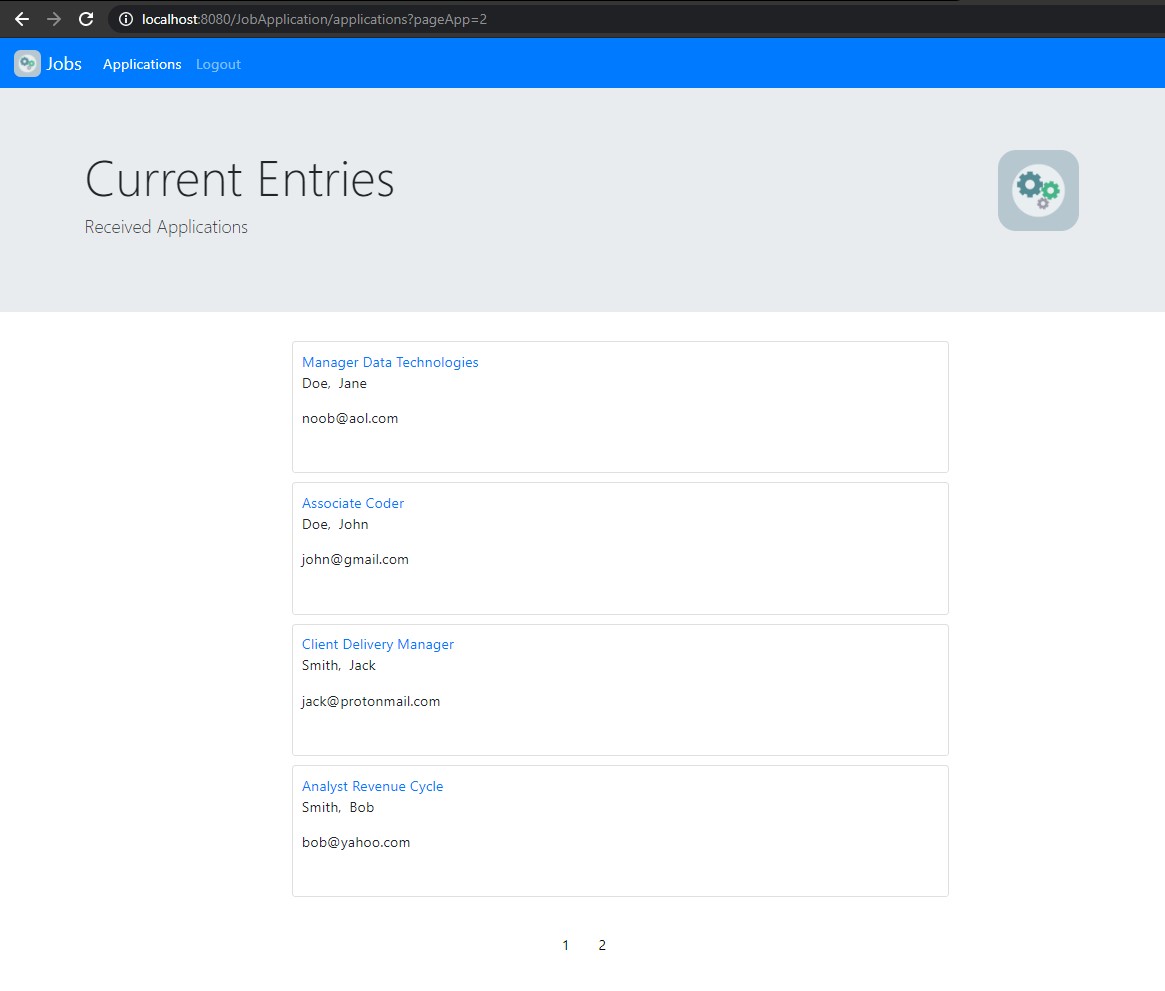 localhost:8080/JobApplication/applications?pageApp=2
Jobs Applications Logout
Current Entries
Received Applications
Manager Data Technologies
Doe, Jane
noob@aol.com
Associate Coder
Doe, John
john@gmail.com
Client Delivery Manager
Smith, Jack
jack@protonmail.com
Analyst Revenue Cycle
Smith, Bob
bob@yahoo.com
1 2